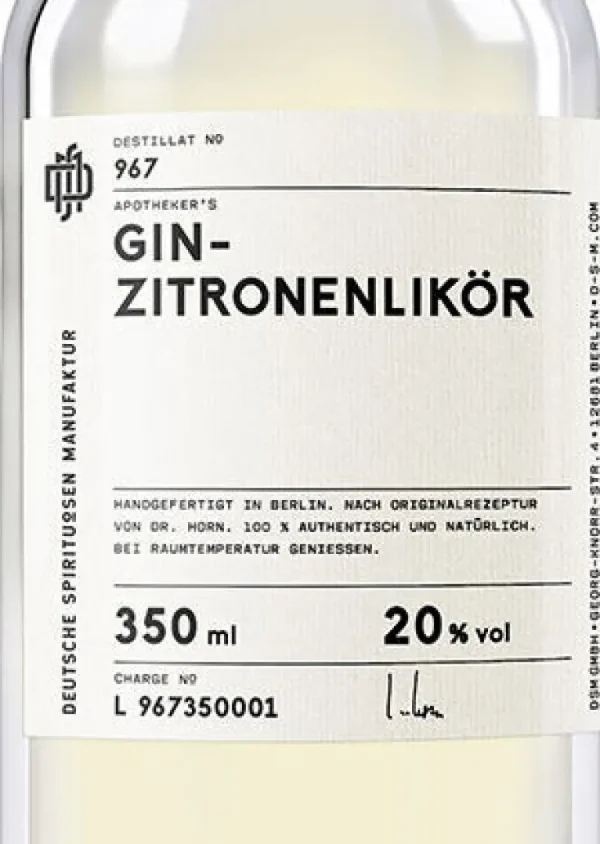 DESTILLAT NO
967
APOTHEKER'S
GIN-
ZITRONENLIKÖR
HANDGEFERTIGT IN BERLIN. NACH ORIGINALREZEPTUR
VON DR. HORN. 100 % AUTHENTISCH UND NATÜRLICH.
BEI RAUMTEMPERATUR GENIESSEN.
350 ml
20 % vol
CHARGE NO
L 967350001
DEUTSCHE SPIRITUOSEN MANUFAKTUR
DSM GMBH • GEORG-KNORR-STR. 4 • 12681 BERLIN • D-S-M.COM